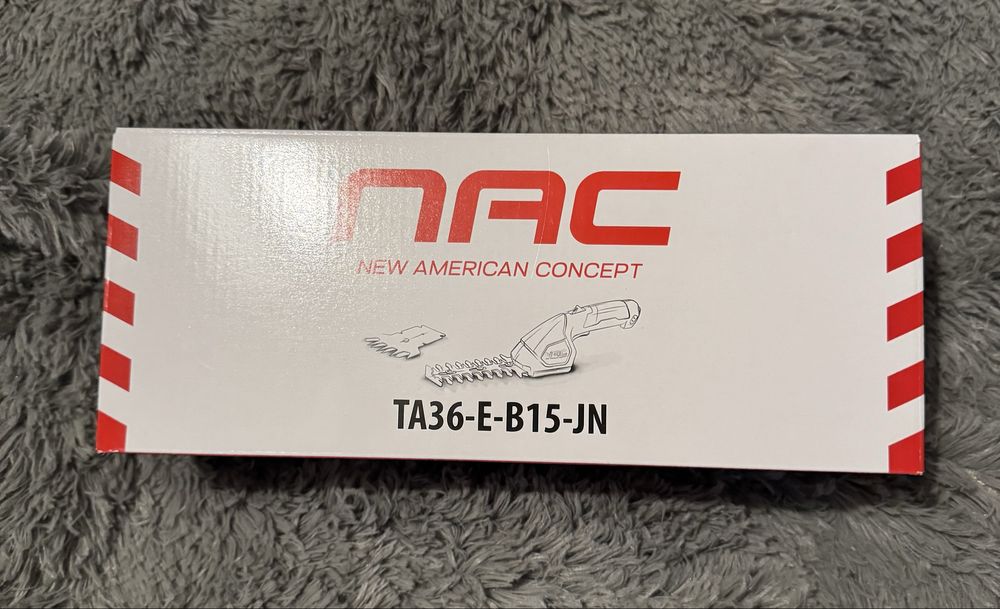 NAC
NEW AMERICAN CONCEPT
TA36-E-B15-JN